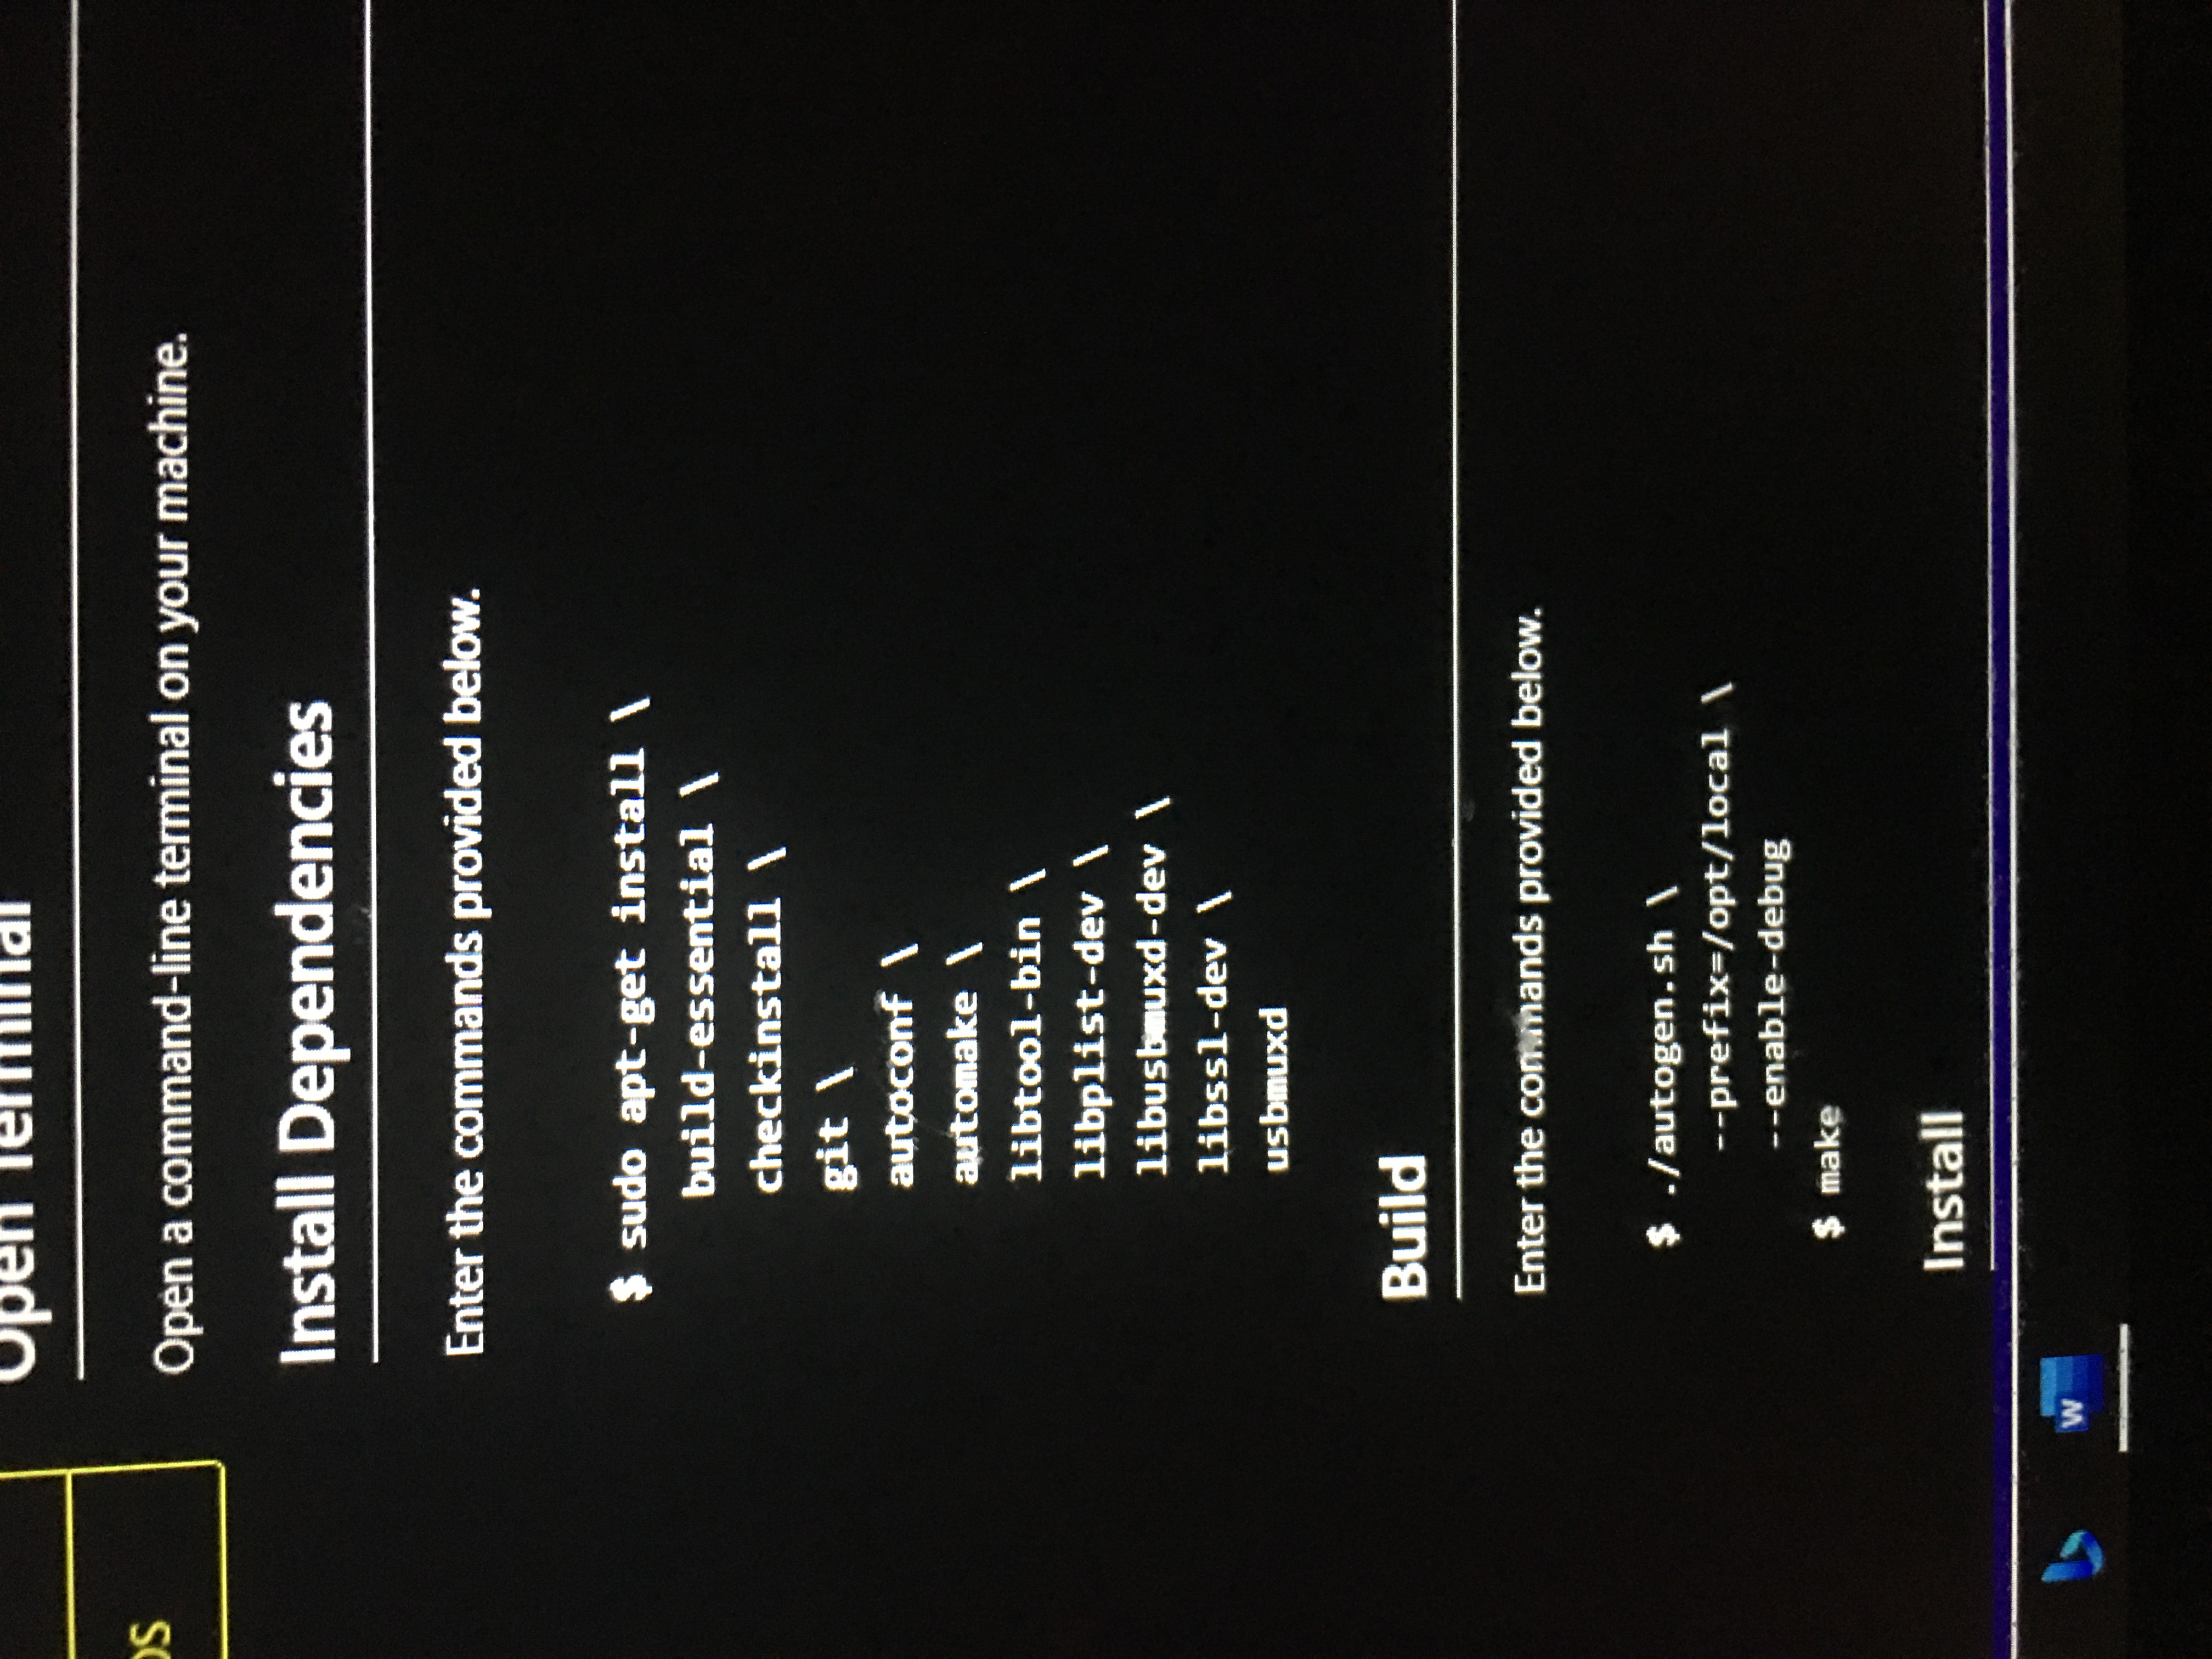 Open Terminal
os
Open a command-line terminal on your machine.
Install Dependencies
Enter the commands provided below.
$ sudo apt-get install \
build-essential \
checkinstall \
git \
autoconf \
automake \
libtool-bin \
libplist-dev \
libusbmuxd-dev \
libssl-dev \
usbmuxd
Build
Enter the commands provided below.
$ ./autogen.sh \
--prefix=/opt/local \
--enable-debug
$ make
Install
W